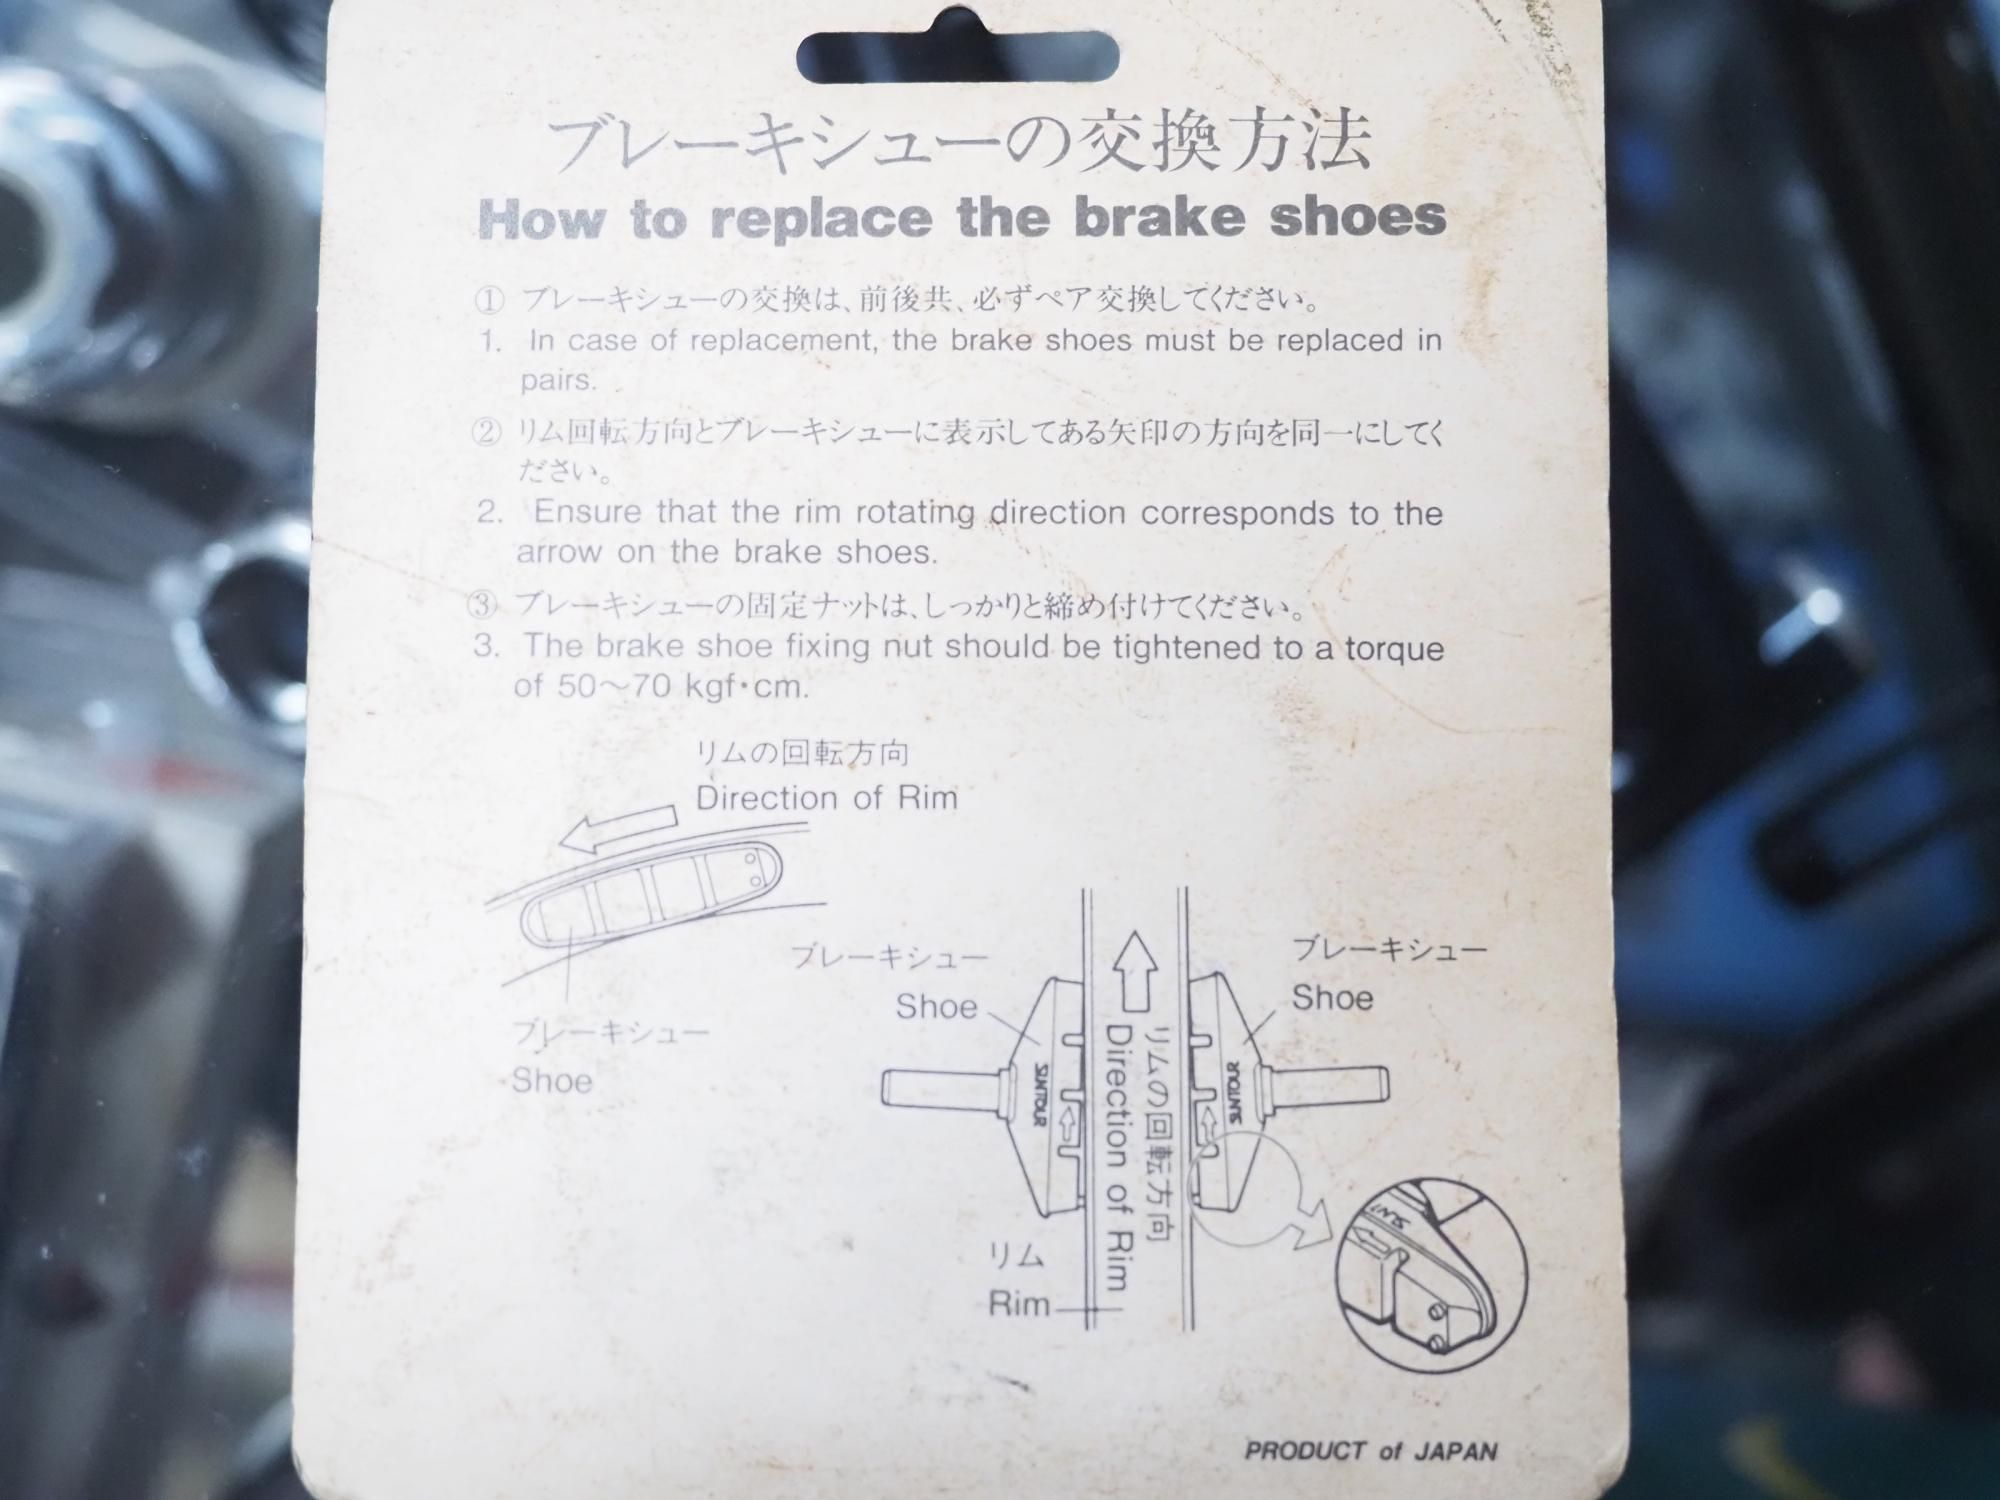 ブレーキシューの交換方法
How to replace the brake shoes
① ブレーキシューの交換は、前後共、必ずペア交換してください。
1. In case of replacement, the brake shoes must be replaced in
pairs.
② リム回転方向とブレーキシューに表示してある矢印の方向を同一にしてく
ださい。
2. Ensure that the rim rotating direction corresponds to the
arrow on the brake shoes.
③ ブレーキシューの固定ナットは、しっかりと締め付けてください。
3. The brake shoe fixing nut should be tightened to a torque
of 50～70 kgf・cm.
リムの回転方向
Direction of Rim
ブレーキシュー
Shoe
ブレーキシュー
Shoe
ブレーキシュー
Shoe
SUNTOUR
リムの回転方向
Direction of Rim
SUNTOUR
リム
Rim
SUNT
PRODUCT of JAPAN